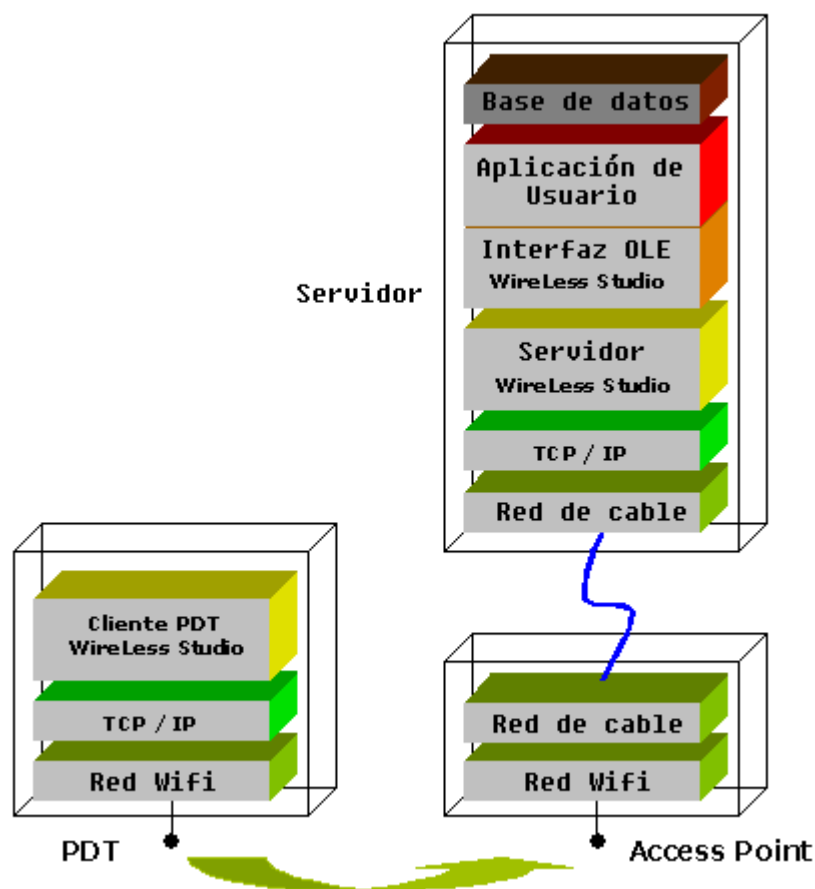 Base de datos
Aplicación de
Usuario
Interfaz OLE
WireLess Studio
Servidor
Servidor
WireLess Studio
TCP / IP
Red de cable
Cliente PDT
WireLess Studio
TCP / IP
Red Wifi
PDT
Red de cable
Red Wifi
Access Point